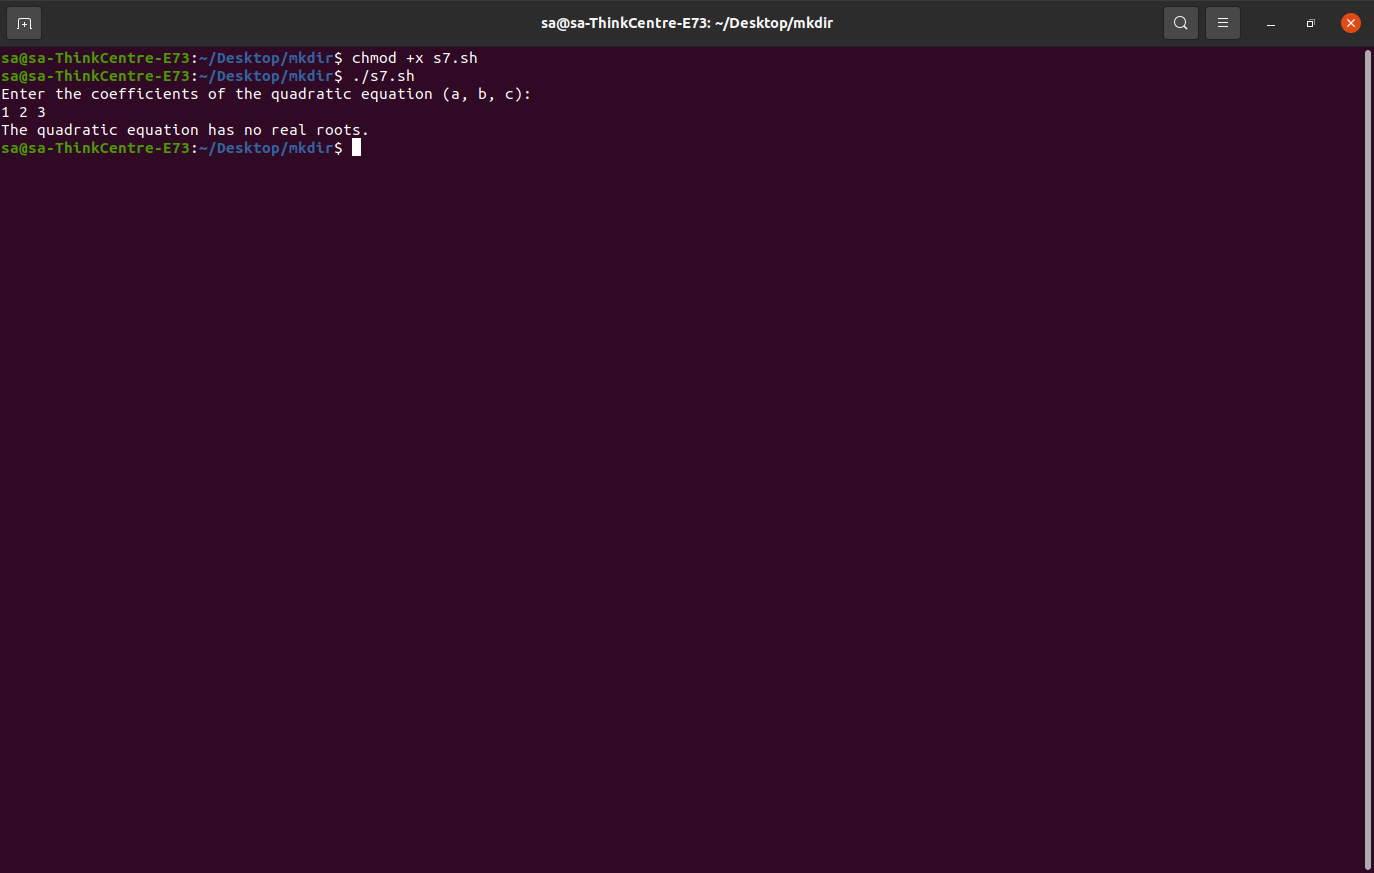 sa@sa-ThinkCentre-E73: ~/Desktop/mkdir
sa@sa-ThinkCentre-E73:~/Desktop/mkdir$ chmod +x s7.sh
sa@sa-ThinkCentre-E73:~/Desktop/mkdir$ ./s7.sh
Enter the coefficients of the quadratic equation (a, b, c):
1 2 3
The quadratic equation has no real roots.
sa@sa-ThinkCentre-E73:~/Desktop/mkdir$